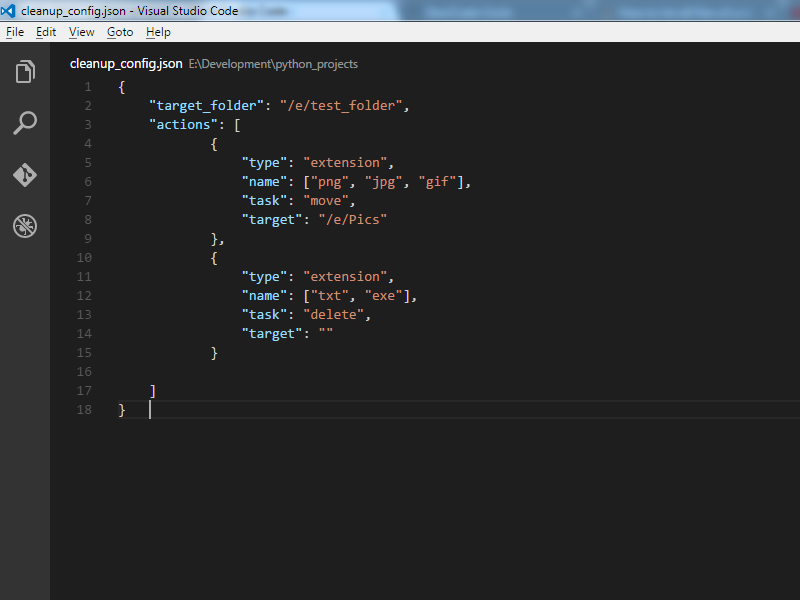 cleanup_config.json - Visual Studio Code
File Edit View Goto Help
cleanup_config.json E:\Development\python_projects
1 {
2 "target_folder": "/e/test_folder",
3 "actions": [
4 {
5 "type": "extension",
6 "name": ["png", "jpg", "gif"],
7 "task": "move",
8 "target": "/e/Pics"
9 },
10 {
11 "type": "extension",
12 "name": ["txt", "exe"],
13 "task": "delete",
14 "target": ""
15 }
16
17 ]
18 }